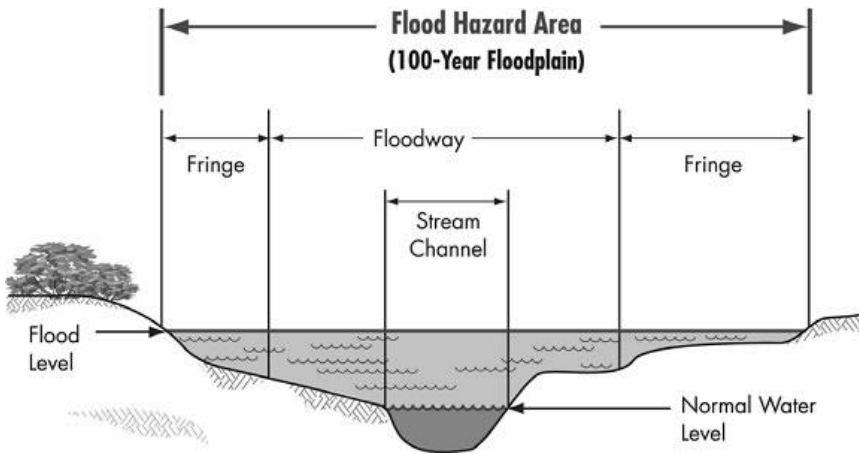 Flood Hazard Area
(100-Year Floodplain)
Fringe
Floodway
Fringe
Stream
Channel
Flood
Level
Normal Water
Level